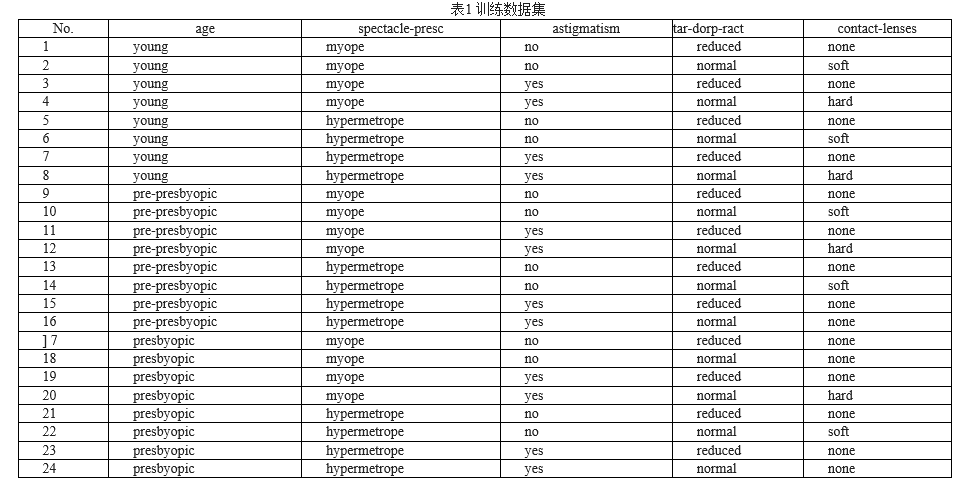 表1 训练数据集
No. age spectacle-presc astigmatism tar-dorp-ract contact-lenses
1 young myope no reduced none
2 young myope no normal soft
3 young myope yes reduced none
4 young myope yes normal hard
5 young hypermetrope no reduced none
6 young hypermetrope no normal soft
7 young hypermetrope yes reduced none
8 young hypermetrope yes normal hard
9 pre-presbyopic myope no reduced none
10 pre-presbyopic myope no normal soft
11 pre-presbyopic myope yes reduced none
12 pre-presbyopic myope yes normal hard
13 pre-presbyopic hypermetrope no reduced none
14 pre-presbyopic hypermetrope no normal soft
15 pre-presbyopic hypermetrope yes reduced none
16 pre-presbyopic hypermetrope yes normal none
] 7 presbyopic myope no reduced none
18 presbyopic myope no normal none
19 presbyopic myope yes reduced none
20 presbyopic myope yes normal hard
21 presbyopic hypermetrope no reduced none
22 presbyopic hypermetrope no normal soft
23 presbyopic hypermetrope yes reduced none
24 presbyopic hypermetrope yes normal none